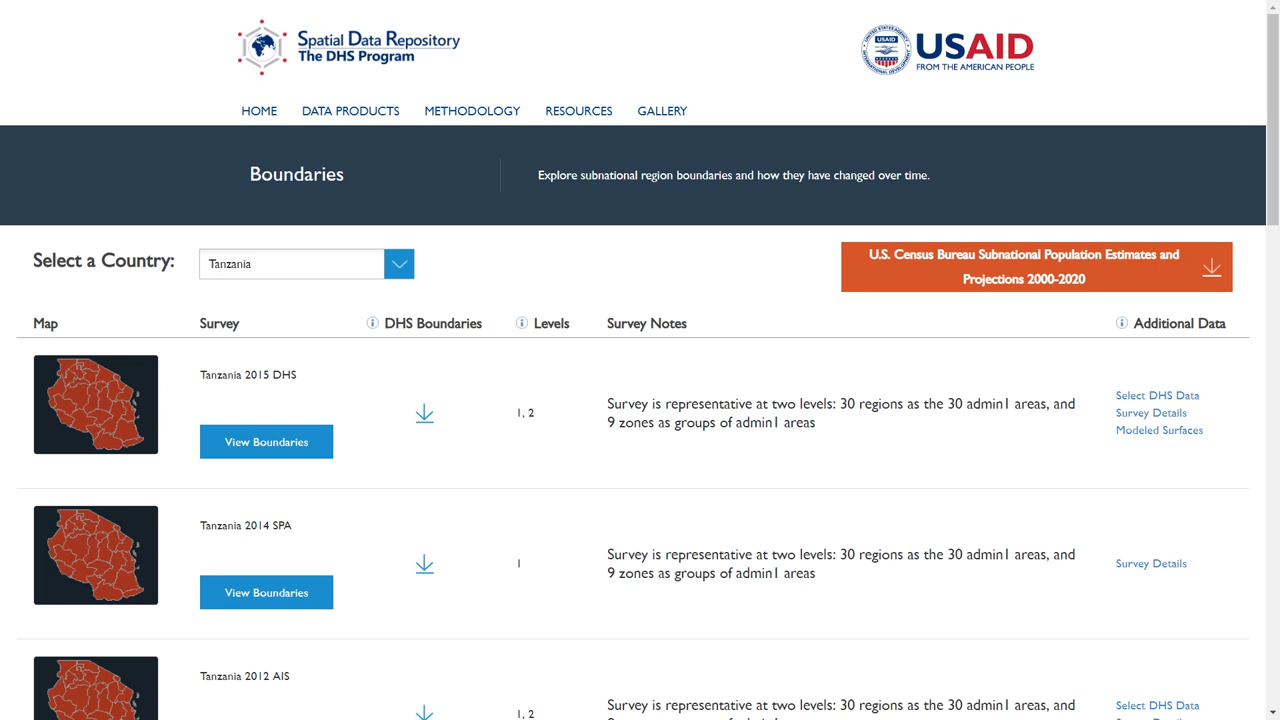 Spatial Data Repository
The DHS Program
UNITED STATES AGENCY
USAID
INTERNATIONAL DEVELOPMENT
USAID
FROM THE AMERICAN PEOPLE
HOME DATA PRODUCTS METHODOLOGY RESOURCES GALLERY
Boundaries
Explore subnational region boundaries and how they have changed over time.
Select a Country:
Tanzania
U.S. Census Bureau Subnational Population Estimates and
Projections 2000-2020
Map Survey DHS Boundaries Levels Survey Notes Additional Data
Tanzania 2015 DHS
View Boundaries
1, 2
Survey is representative at two levels: 30 regions as the 30 admin1 areas, and
9 zones as groups of admin1 areas
Select DHS Data
Survey Details
Modeled Surfaces
Tanzania 2014 SPA
View Boundaries
1
Survey is representative at two levels: 30 regions as the 30 admin1 areas, and
9 zones as groups of admin1 areas
Survey Details
Tanzania 2012 AIS
1, 2
Survey is representative at two levels: 30 regions as the 30 admin1 areas, and
Select DHS Data